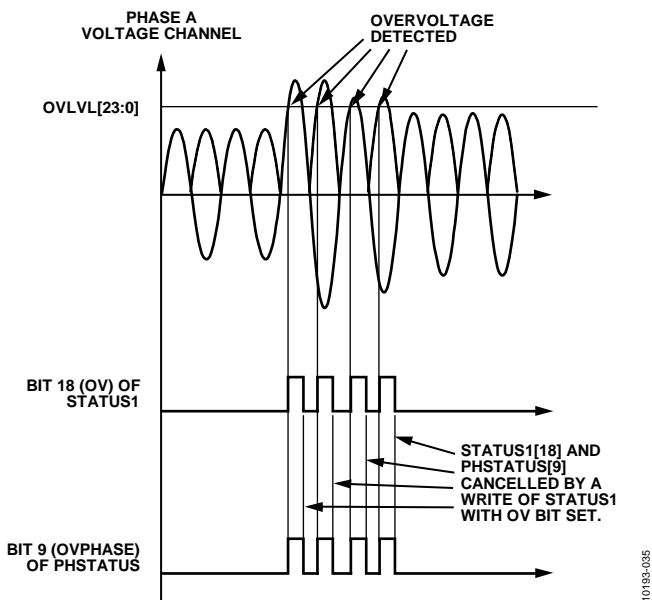 PHASE A
VOLTAGE CHANNEL
OVERVOLTAGE
DETECTED
OVLVL[23:0]
BIT 18 (OV) OF
STATUS1
STATUS1[18] AND
PHSTATUS[9]
CANCELLED BY A
WRITE OF STATUS1
WITH OV BIT SET.
BIT 9 (OVPHASE)
OF PHSTATUS
10193-035